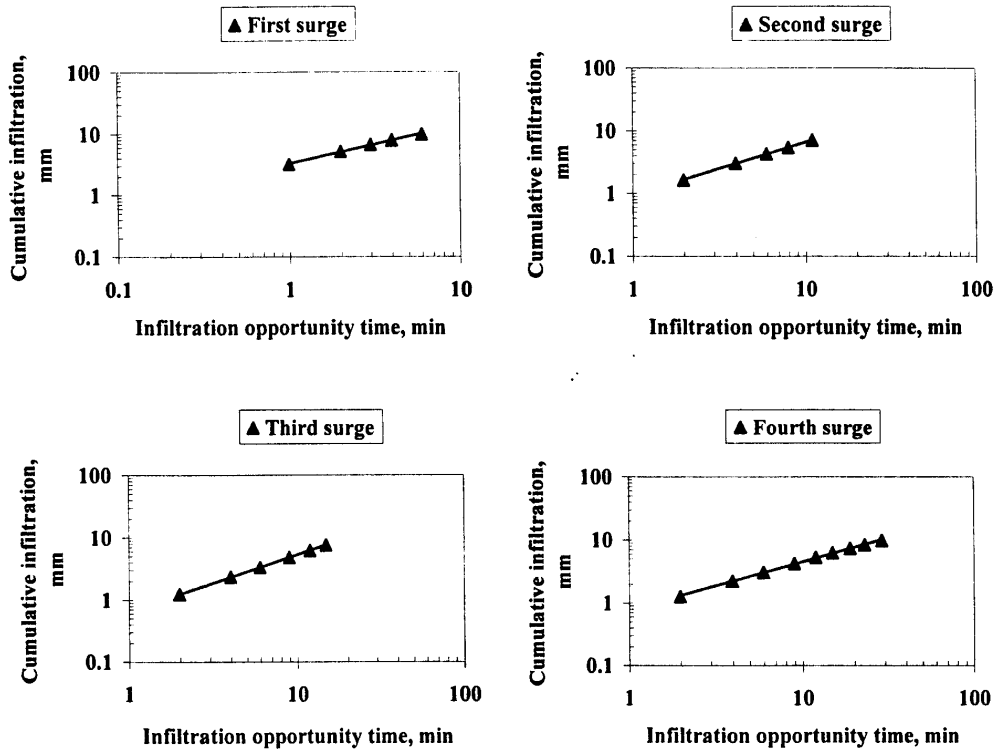 ▲ First surge
Cumulative infiltration,
mm
100
10
1
0.1
0.1 1 10
Infiltration opportunity time, min
▲ Second surge
Cumulative infiltration,
mm
100
10
1
0.1
1 10 100
Infiltration opportunity time, min
▲ Third surge
Cumulative infiltration,
mm
100
10
1
0.1
1 10 100
Infiltration opportunity time, min
▲ Fourth surge
Cumulative infiltration,
mm
100
10
1
0.1
1 10 100
Infiltration opportunity time, min